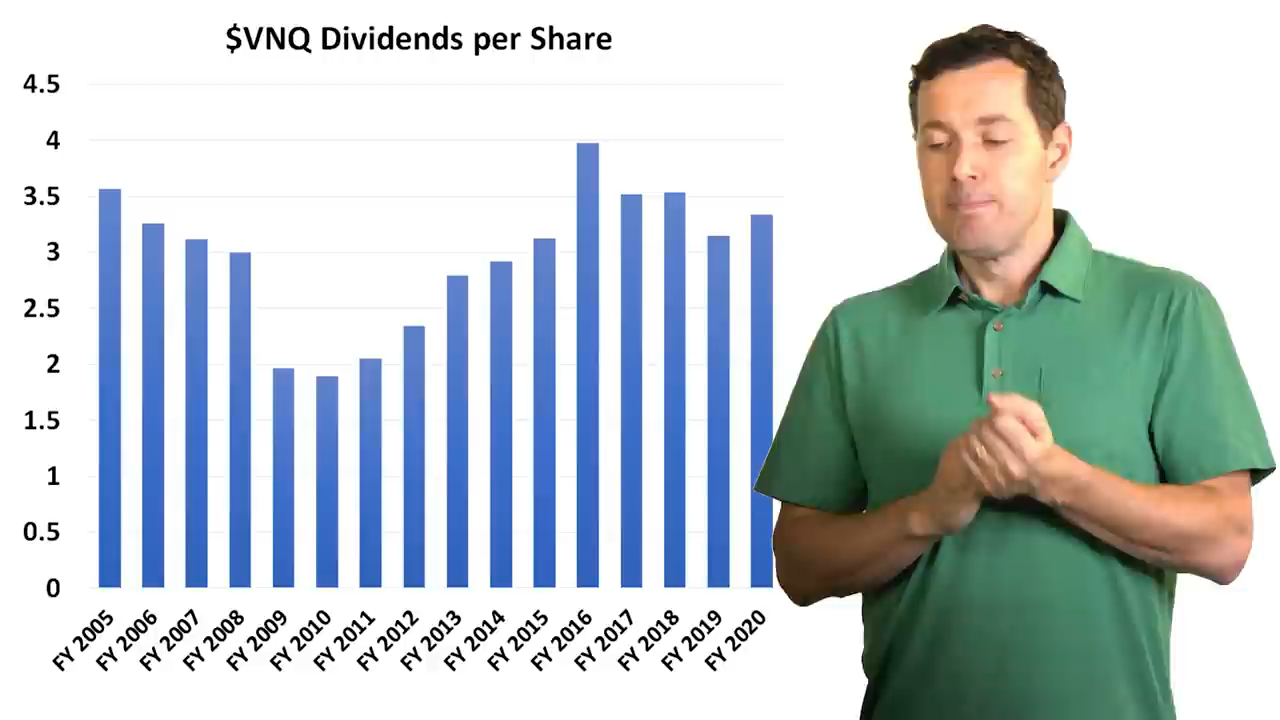 $VNQ Dividends per Share
4.5
4
3.5
3
2.5
2
1.5
1
0.5
0
FY 2005
FY 2006
FY 2007
FY 2008
FY 2009
FY 2010
FY 2011
FY 2012
FY 2013
FY 2014
FY 2015
FY 2016
FY 2017
FY 2018
FY 2019
FY 2020